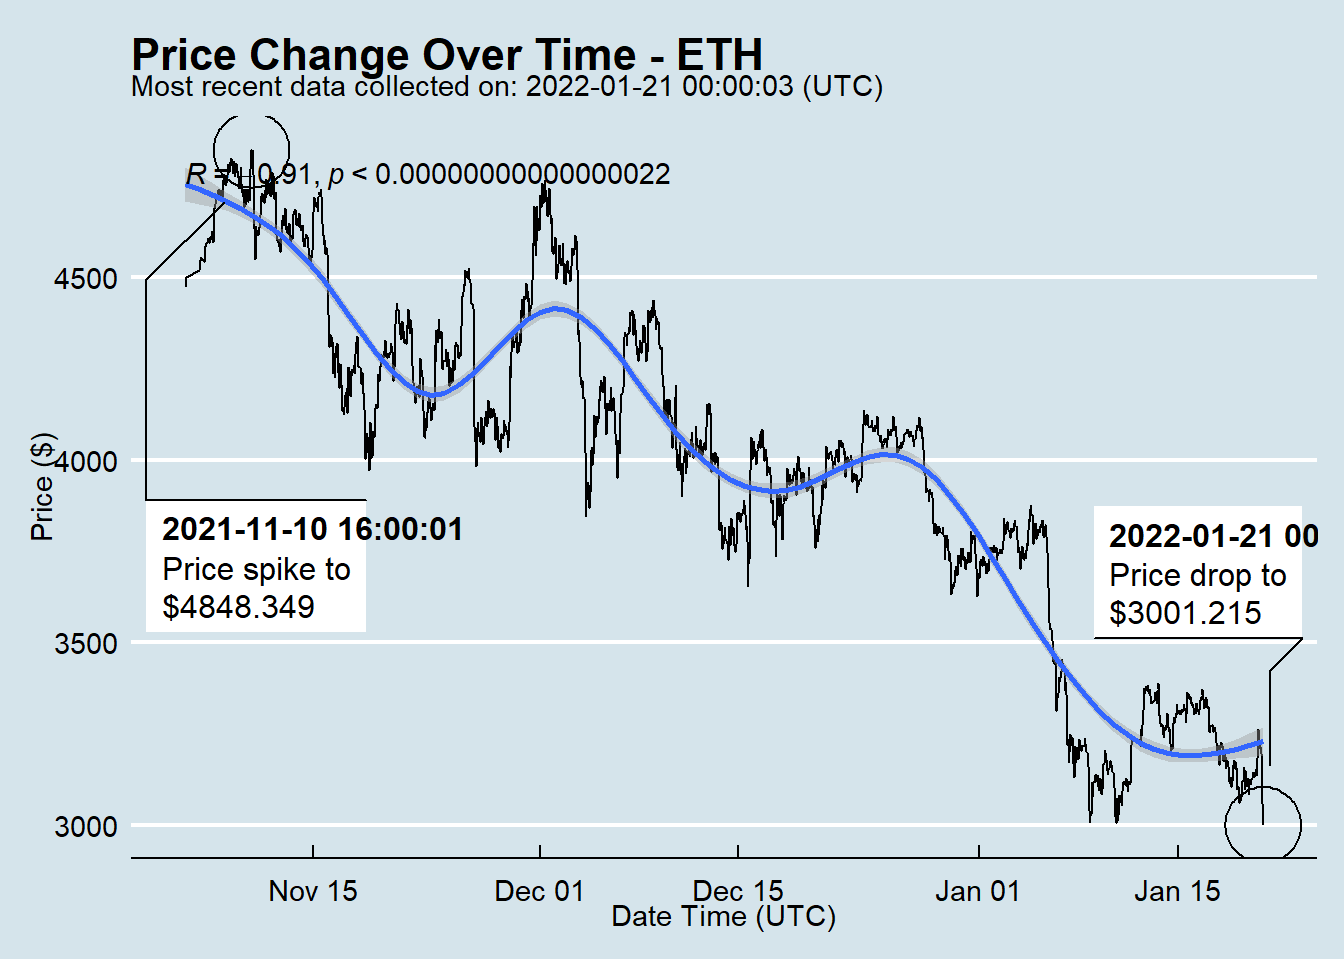 Price Change Over Time - ETH
Most recent data collected on: 2022-01-21 00:00:03 (UTC)
R = −0.91, p < 0.00000000000000022
4500
4000
3500
3000
Price ($)
2021-11-10 16:00:01
Price spike to
$4848.349
2022-01-21 00
Price drop to
$3001.215
Nov 15 Dec 01 Dec 15 Jan 01 Jan 15
Date Time (UTC)